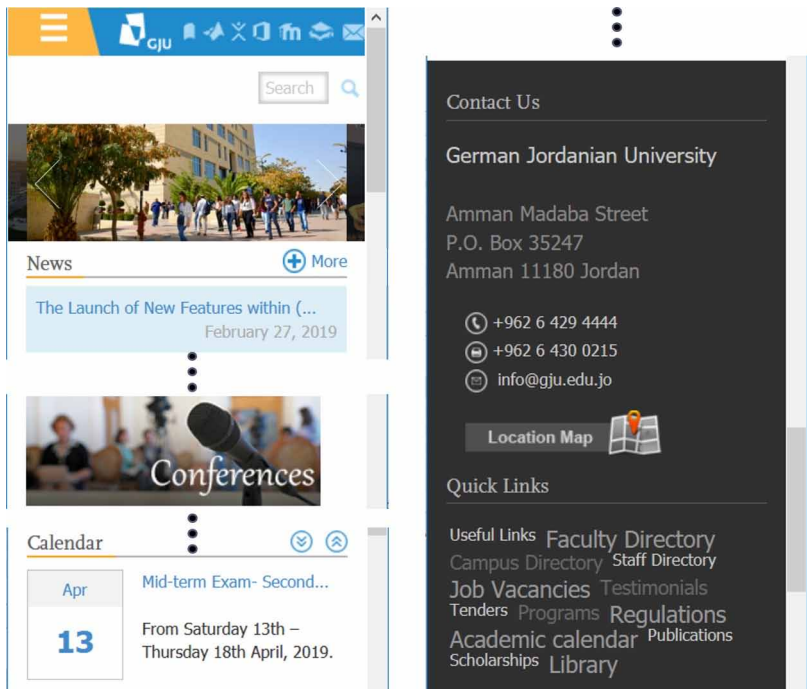 GJU
Search
News
More
The Launch of New Features within (...
February 27, 2019
Conferences
Calendar
Apr
13
Mid-term Exam- Second...
From Saturday 13th –
Thursday 18th April, 2019.
Contact Us
German Jordanian University
Amman Madaba Street
P.O. Box 35247
Amman 11180 Jordan
+962 6 429 4444
+962 6 430 0215
info@gju.edu.jo
Location Map
Quick Links
Useful Links Faculty Directory
Campus Directory Staff Directory
Job Vacancies Testimonials
Tenders Programs Regulations
Academic calendar Publications
Scholarships Library